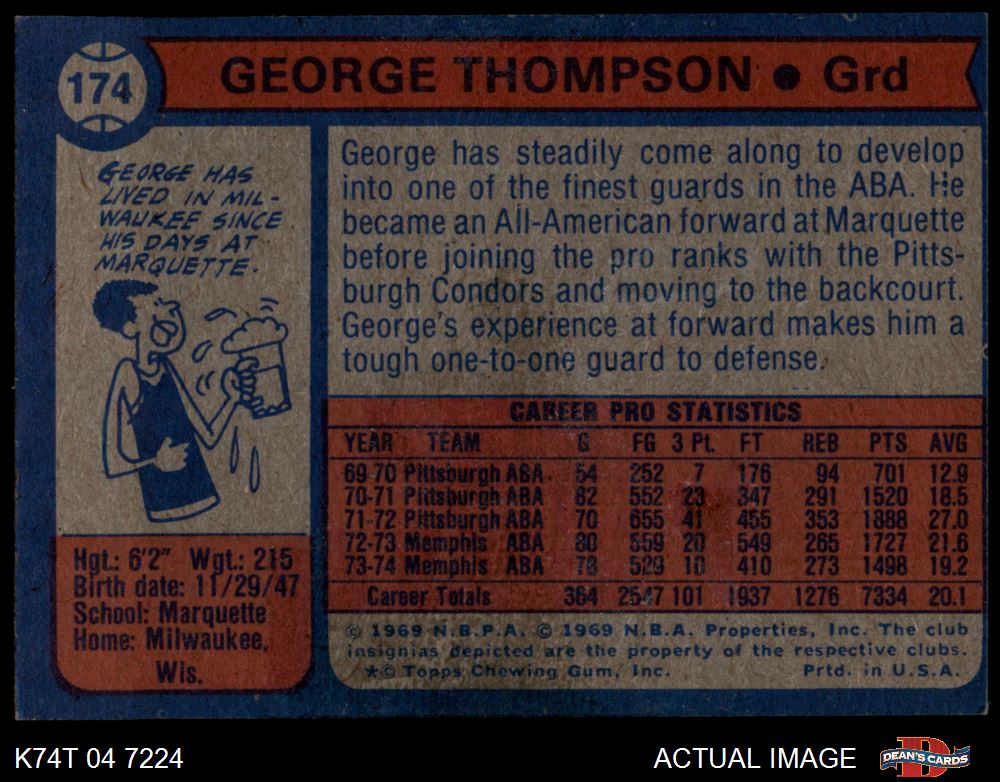 174
GEORGE THOMPSON ● Grd
GEORGE HAS
LIVED IN MIL-
WAUKEE SINCE
HIS DAYS AT
MARQUETTE.
George has steadily come along to develop
into one of the finest guards in the ABA. He
became an All-American forward at Marquette
before joining the pro ranks with the Pitts-
burgh Condors and moving to the backcourt.
George's experience at forward makes him a
tough one-to-one guard to defense.
CAREER PRO STATISTICS
YEAR TEAM G FG 3 Pt. FT REB PTS AVG
69-70 Pittsburgh ABA 54 252 7 176 94 701 12.9
70-71 Pittsburgh ABA 82 552 23 347 291 1520 18.5
71-72 Pittsburgh ABA 70 655 41 455 353 1888 27.0
72-73 Memphis ABA 80 559 20 549 265 1727 21.6
73-74 Memphis ABA 78 529 10 410 273 1498 19.2
Career Totals 364 2547 101 1937 1276 7334 20.1
Hgt.: 6'2" Wgt.: 215
Birth date: 11/29/47
School: Marquette
Home: Milwaukee,
Wis.
© 1969 N.B.P.A. © 1969 N.B.A. Properties, Inc. The club
insignias depicted are the property of the respective clubs.
★© Topps Chewing Gum, Inc. Prtd. in U.S.A.
K74T 04 7224
ACTUAL IMAGE
D
DEAN'S CARDS